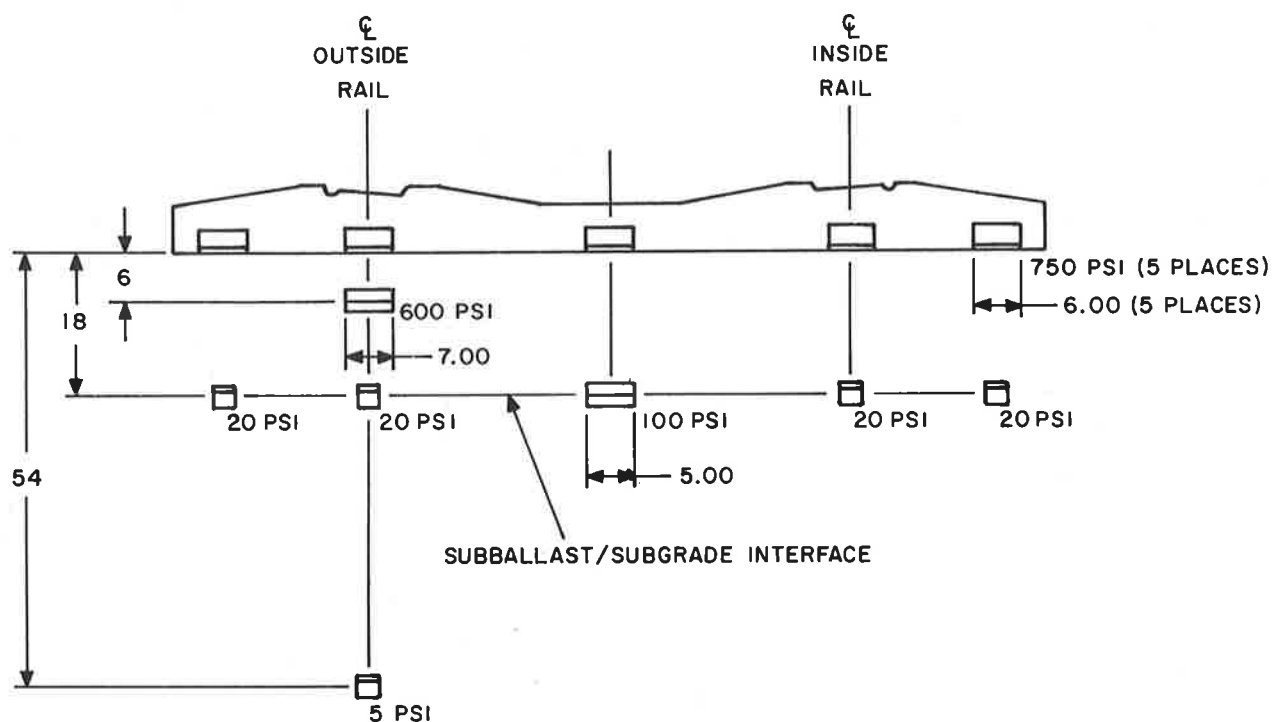 ℄
OUTSIDE
RAIL
℄
INSIDE
RAIL
6
18
54
750 PSI (5 PLACES)
6.00 (5 PLACES)
600 PSI
7.00
20 PSI
20 PSI
100 PSI
20 PSI
20 PSI
5.00
SUBBALLAST/SUBGRADE INTERFACE
5 PSI